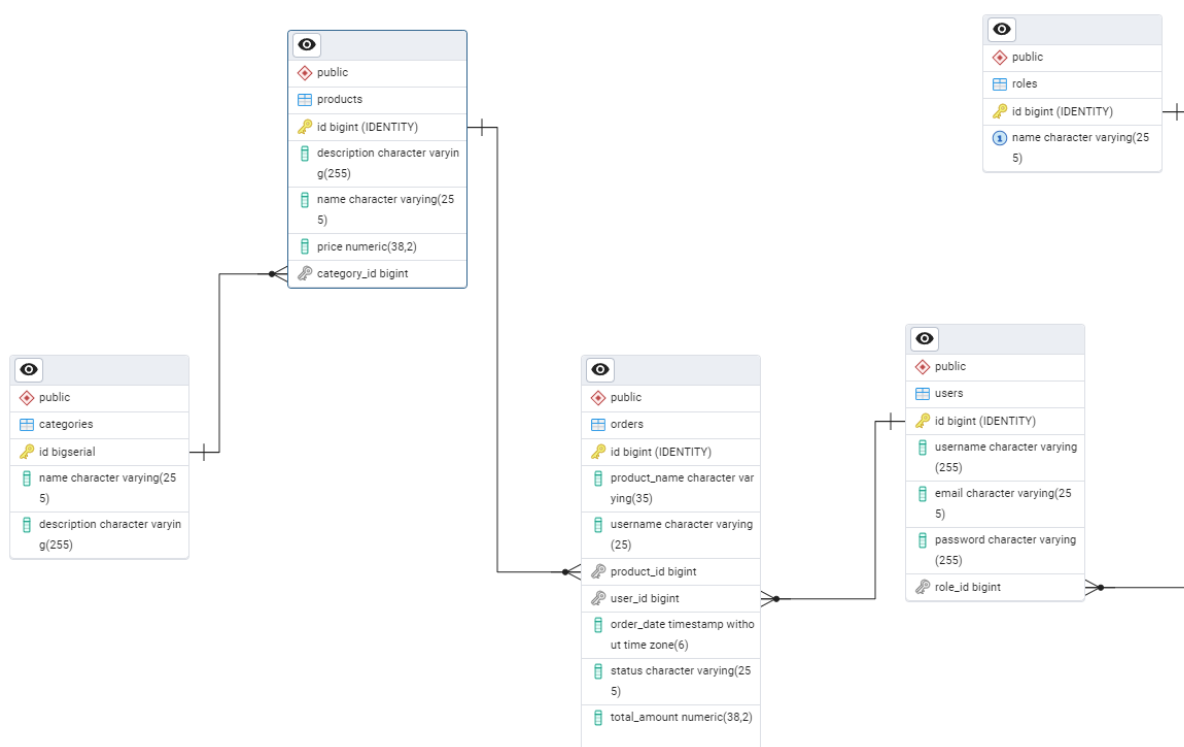 public
products
id bigint (IDENTITY)
description character varyin
g(255)
name character varying(25
5)
price numeric(38,2)
category_id bigint
public
roles
id bigint (IDENTITY)
name character varying(25
5)
public
categories
id bigserial
name character varying(25
5)
description character varyin
g(255)
public
orders
id bigint (IDENTITY)
product_name character var
ying(35)
username character varying
(25)
product_id bigint
user_id bigint
order_date timestamp witho
ut time zone(6)
status character varying(25
5)
total_amount numeric(38,2)
public
users
id bigint (IDENTITY)
username character varying
(255)
email character varying(25
5)
password character varying
(255)
role_id bigint